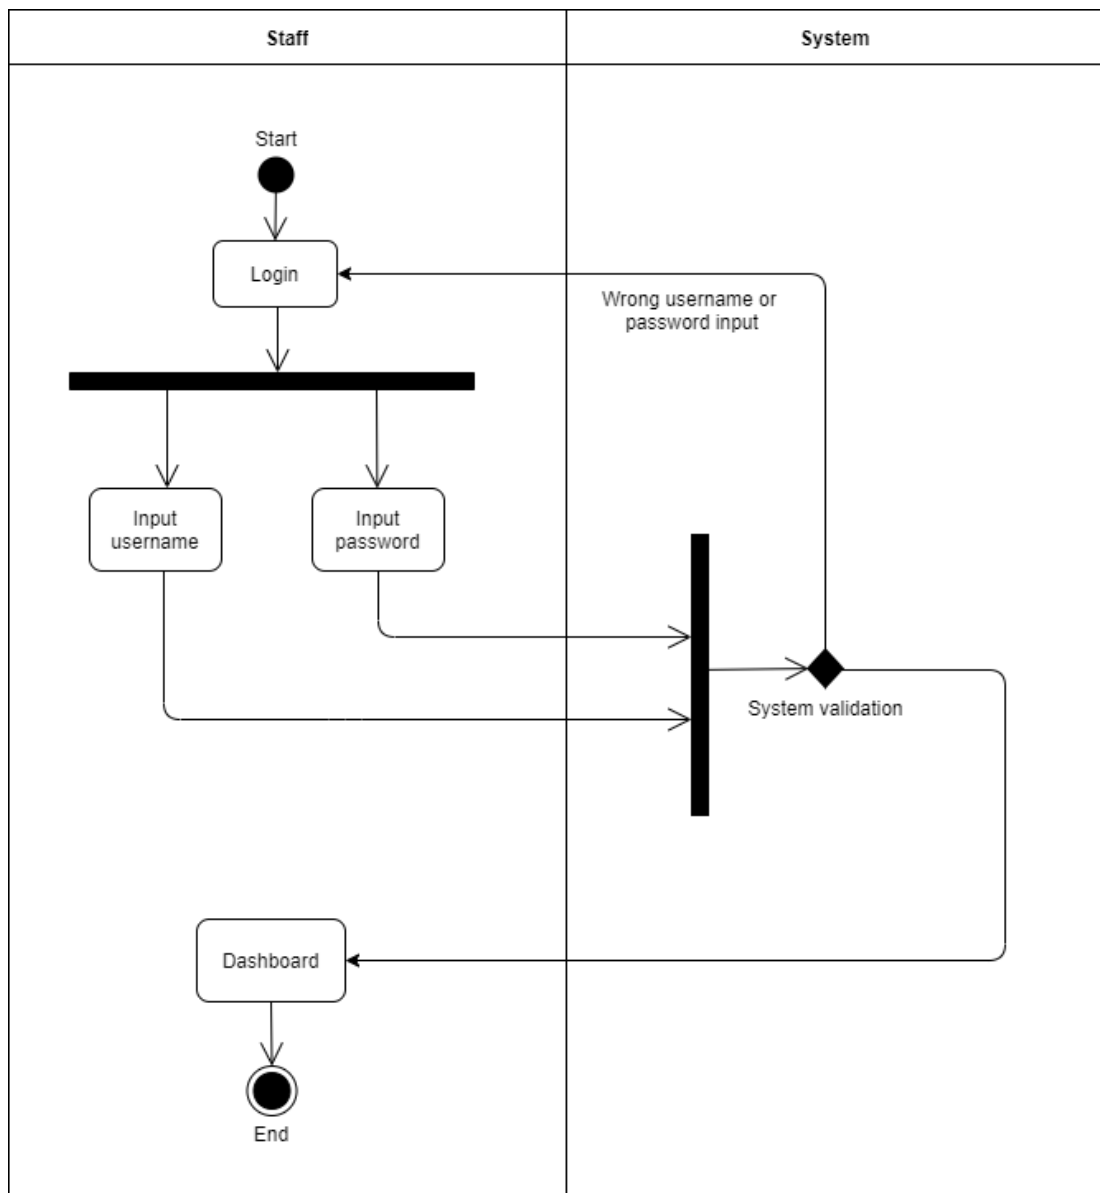 Staff
System
Start
Login
Wrong username or
password input
Input
username
Input
password
System validation
Dashboard
End